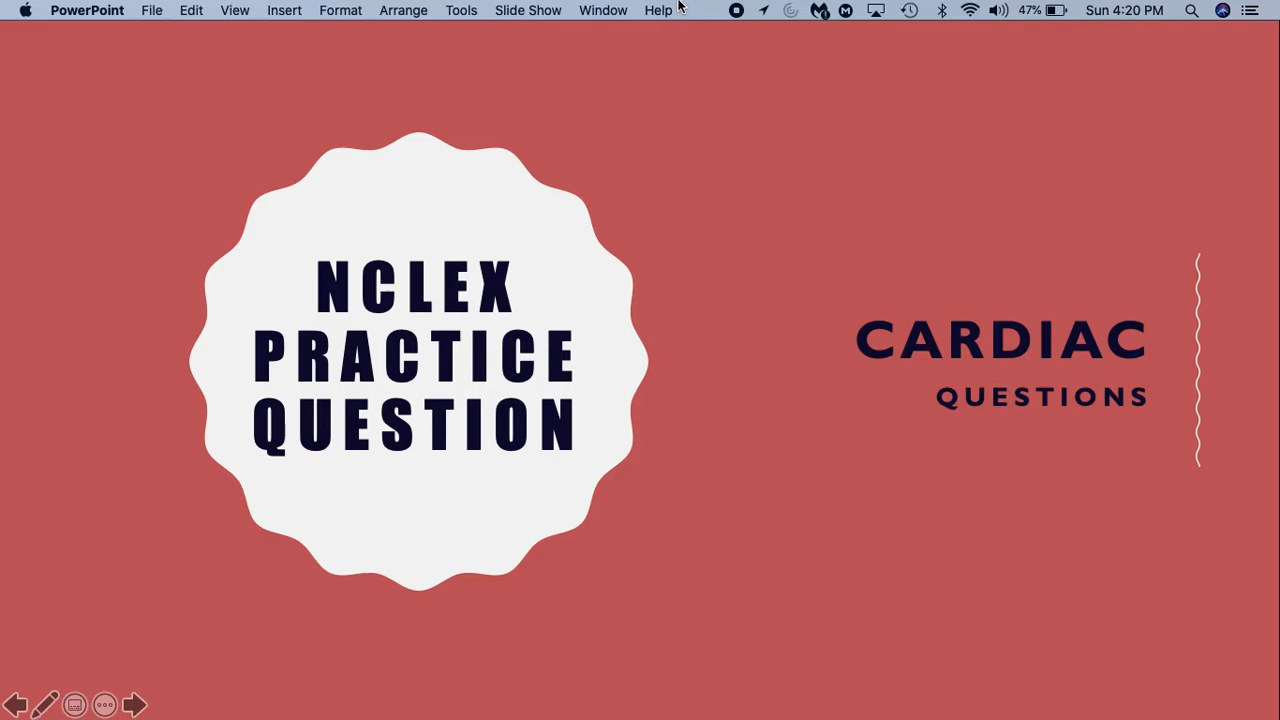 PowerPoint File Edit View Insert Format Arrange Tools Slide Show Window Help 47% Sun 4:20 PM
NCLEX
PRACTICE
QUESTION
CARDIAC
QUESTIONS